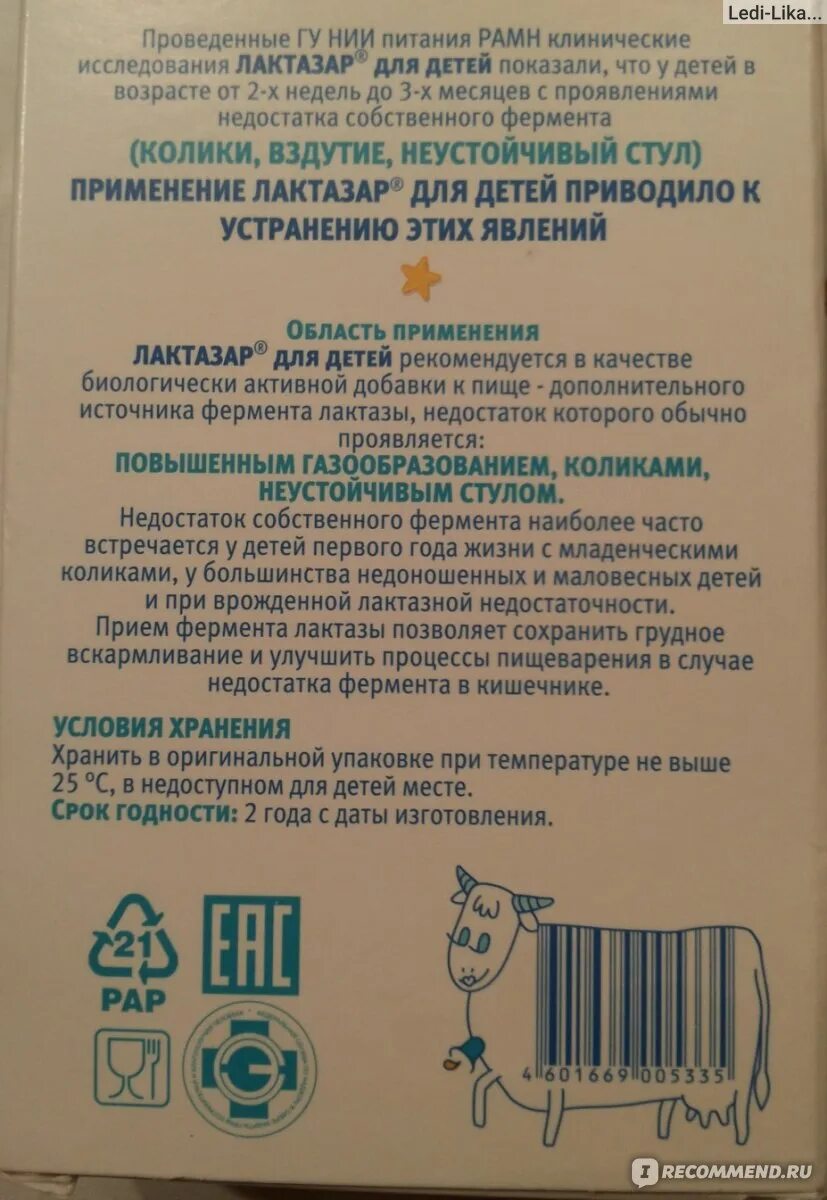 Ledi-Lika...
Проведенные ГУ НИИ питания РАМН клинические
исследования ЛАКТАЗАР® ДЛЯ ДЕТЕЙ показали, что у детей в
возрасте от 2-х недель до 3-х месяцев с проявлениями
недостатка собственного фермента
(КОЛИКИ, ВЗДУТИЕ, НЕУСТОЙЧИВЫЙ СТУЛ)
ПРИМЕНЕНИЕ ЛАКТАЗАР® ДЛЯ ДЕТЕЙ ПРИВОДИЛО К
УСТРАНЕНИЮ ЭТИХ ЯВЛЕНИЙ
ОБЛАСТЬ ПРИМЕНЕНИЯ
ЛАКТАЗАР® ДЛЯ ДЕТЕЙ рекомендуется в качестве
биологически активной добавки к пище - дополнительного
источника фермента лактазы, недостаток которого обычно
проявляется:
ПОВЫШЕННЫМ ГАЗООБРАЗОВАНИЕМ, КОЛИКАМИ,
НЕУСТОЙЧИВЫМ СТУЛОМ.
Недостаток собственного фермента наиболее часто
встречается у детей первого года жизни с младенческими
коликами, у большинства недоношенных и маловесных детей
и при врожденной лактазной недостаточности.
Прием фермента лактазы позволяет сохранить грудное
вскармливание и улучшить процессы пищеварения в случае
недостатка фермента в кишечнике.
УСЛОВИЯ ХРАНЕНИЯ
Хранить в оригинальной упаковке при температуре не выше
25 °С, в недоступном для детей месте.
СРОК ГОДНОСТИ: 2 года с даты изготовления.
21
PAP
EAC
4 601669 005335
IRECOMMEND.RU